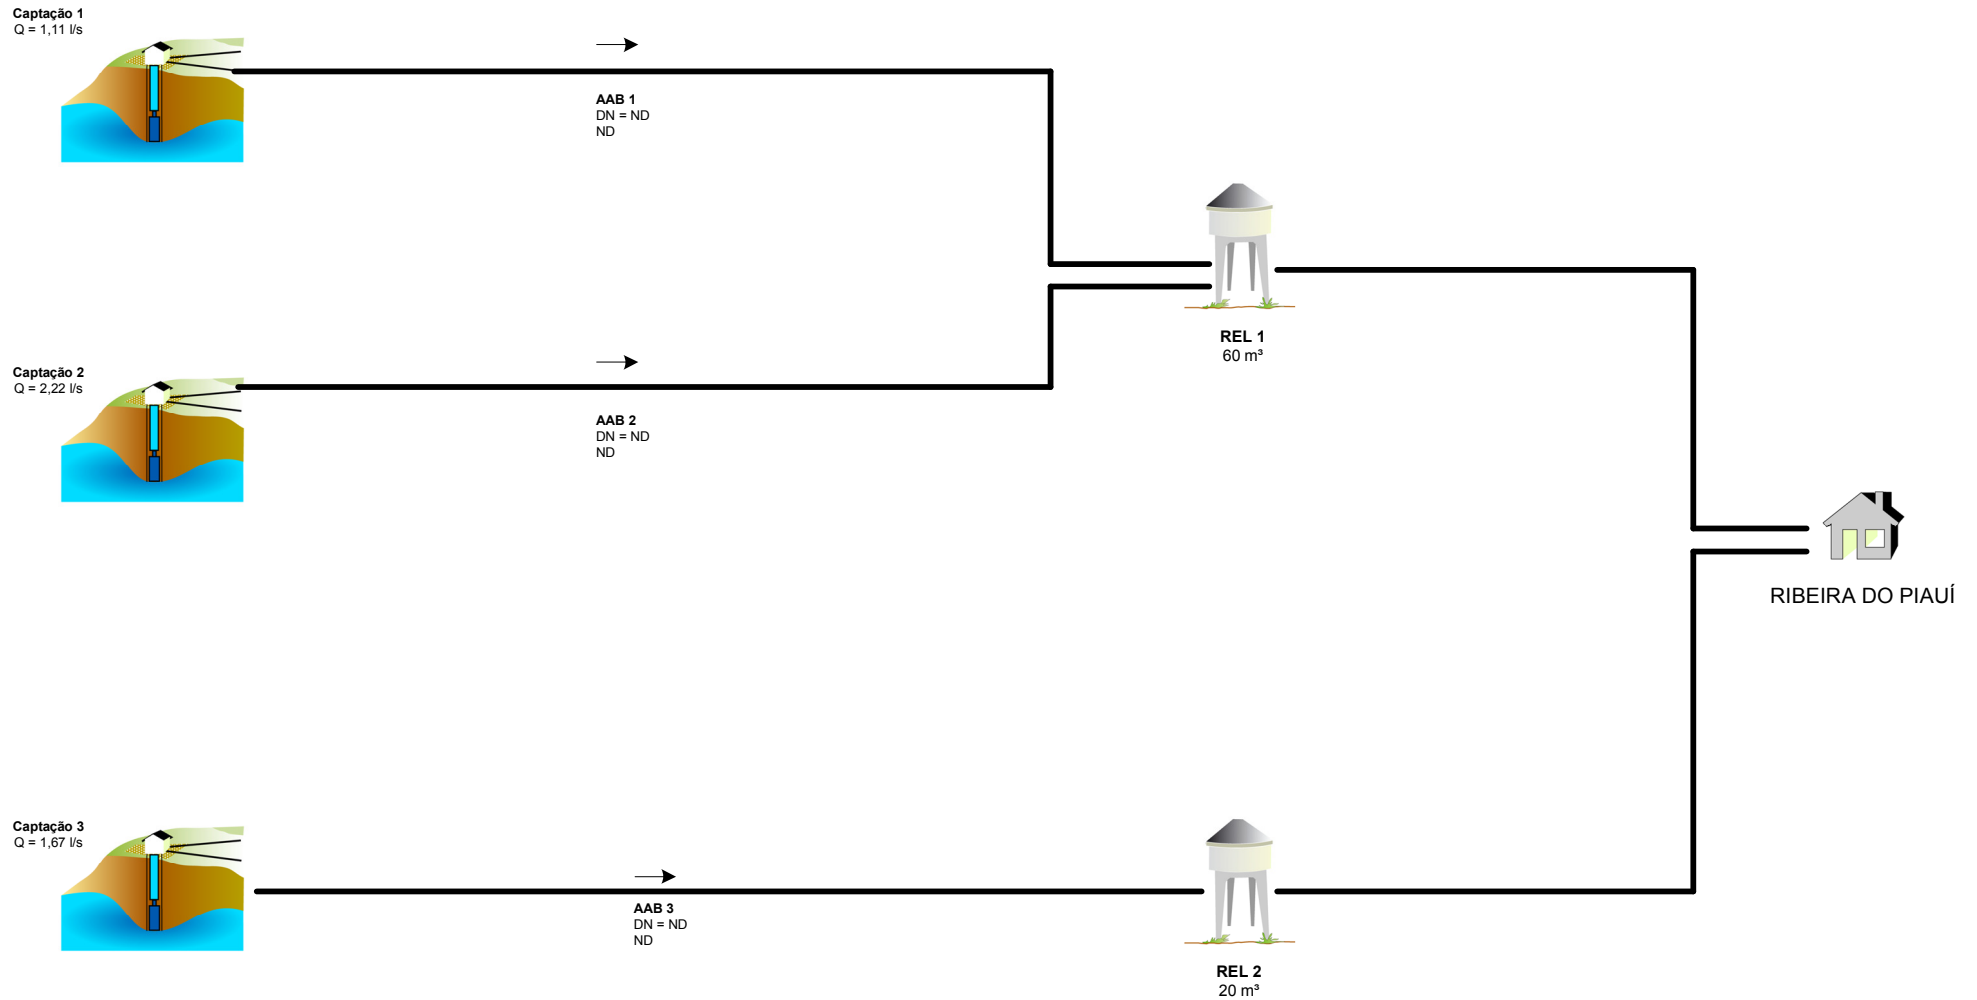 Captação 1
Q = 1,11 l/s
AAB 1
DN = ND
ND
REL 1
60 m³
Captação 2
Q = 2,22 l/s
AAB 2
DN = ND
ND
RIBEIRA DO PIAUÍ
Captação 3
Q = 1,67 l/s
AAB 3
DN = ND
ND
REL 2
20 m³